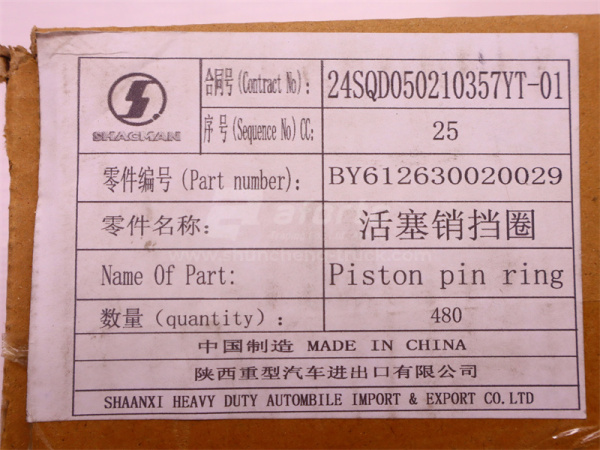 SHACMAN
合同号(Contract No): 24SQD050210357YT-01
序号(Sequence No)CC: 25
零件编号(Part number): BY612630020029
零件名称: 活塞销挡圈
Name Of Part: Piston pin ring
数量(quantity): 480
中国制造 MADE IN CHINA
陕西重型汽车进出口有限公司
SHAANXI HEAVY DUTY AUTOMBILE IMPORT & EXPORT CO.LTD
www.shunchengtruck.com